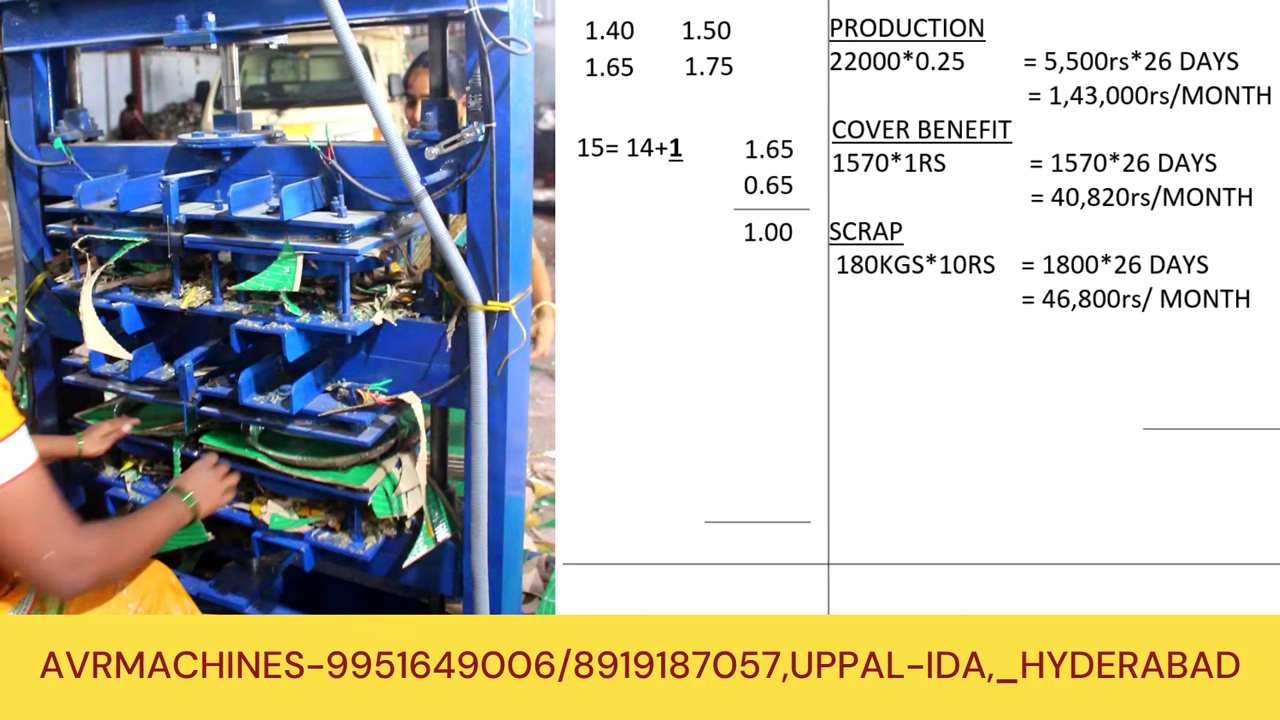 1.40 1.50
1.65 1.75
15= 14+1
1.65
0.65
1.00
PRODUCTION
22000*0.25 = 5,500rs*26 DAYS
= 1,43,000rs/MONTH
COVER BENEFIT
1570*1RS = 1570*26 DAYS
= 40,820rs/MONTH
SCRAP
180KGS*10RS = 1800*26 DAYS
= 46,800rs/ MONTH
AVRMACHINES-9951649006/8919187057,UPPAL-IDA,_HYDERABAD